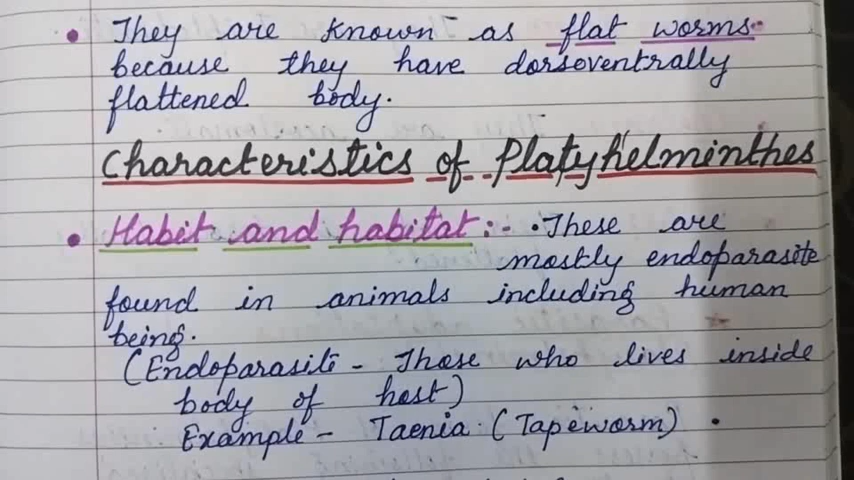 • They are known as flat worms
because they have dorsoventrally
flattened body.
Characteristics of Platyhelminthes
• Habit and habitat :- • These are
mostly endoparasite
found in animals including human
being.
(Endoparasite - Those who lives inside
body of host)
Example - Taenia (Tapeworm) •